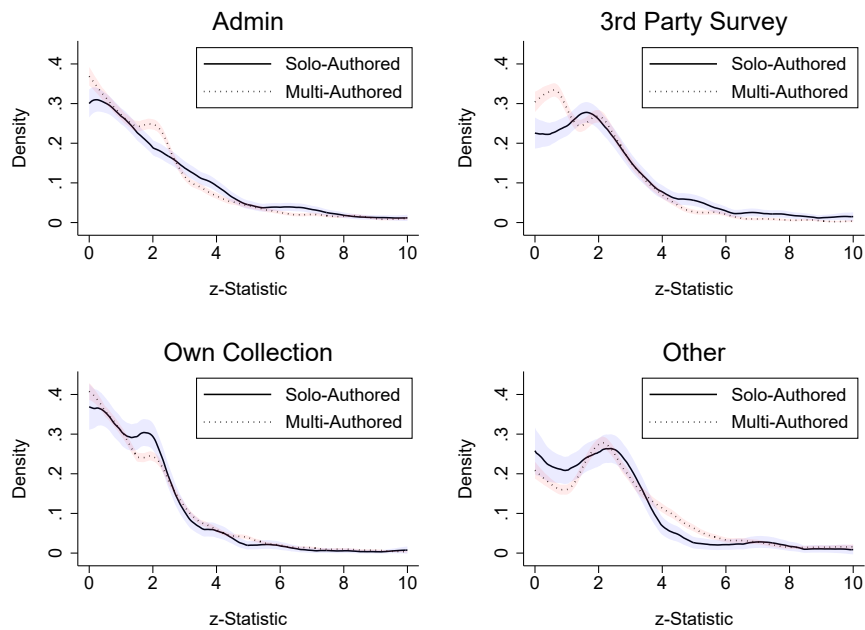 Admin
Solo-Authored
Multi-Authored
Density
0 .1 .2 .3 .4
0 2 4 6 8 10
z-Statistic
3rd Party Survey
Solo-Authored
Multi-Authored
Density
0 .1 .2 .3 .4
0 2 4 6 8 10
z-Statistic
Own Collection
Solo-Authored
Multi-Authored
Density
0 .1 .2 .3 .4
0 2 4 6 8 10
z-Statistic
Other
Solo-Authored
Multi-Authored
Density
0 .1 .2 .3 .4
0 2 4 6 8 10
z-Statistic